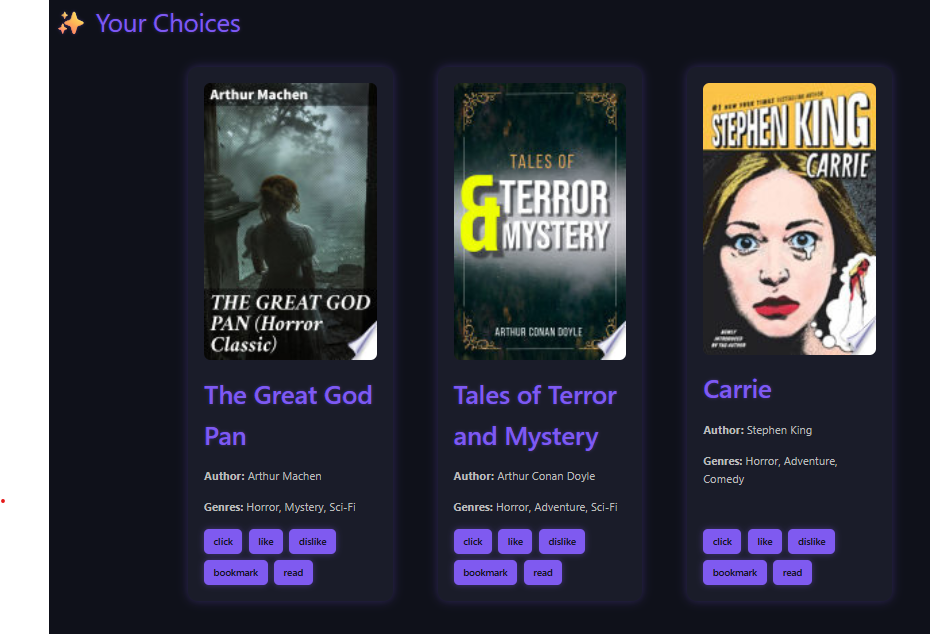 ✨ Your Choices
Arthur Machen
THE GREAT GOD
PAN (Horror
Classic)
The Great God
Pan
Author: Arthur Machen
Genres: Horror, Mystery, Sci-Fi
click like dislike
bookmark read
TALES OF
& TERROR
MYSTERY
ARTHUR CONAN DOYLE
Tales of Terror
and Mystery
Author: Arthur Conan Doyle
Genres: Horror, Adventure, Sci-Fi
click like dislike
bookmark read
#1 NEW YORK TIMES BESTSELLING AUTHOR
STEPHEN KING
CARRIE
NEWLY
INTRODUCED
BY THE AUTHOR
Carrie
Author: Stephen King
Genres: Horror, Adventure,
Comedy
click like dislike
bookmark read